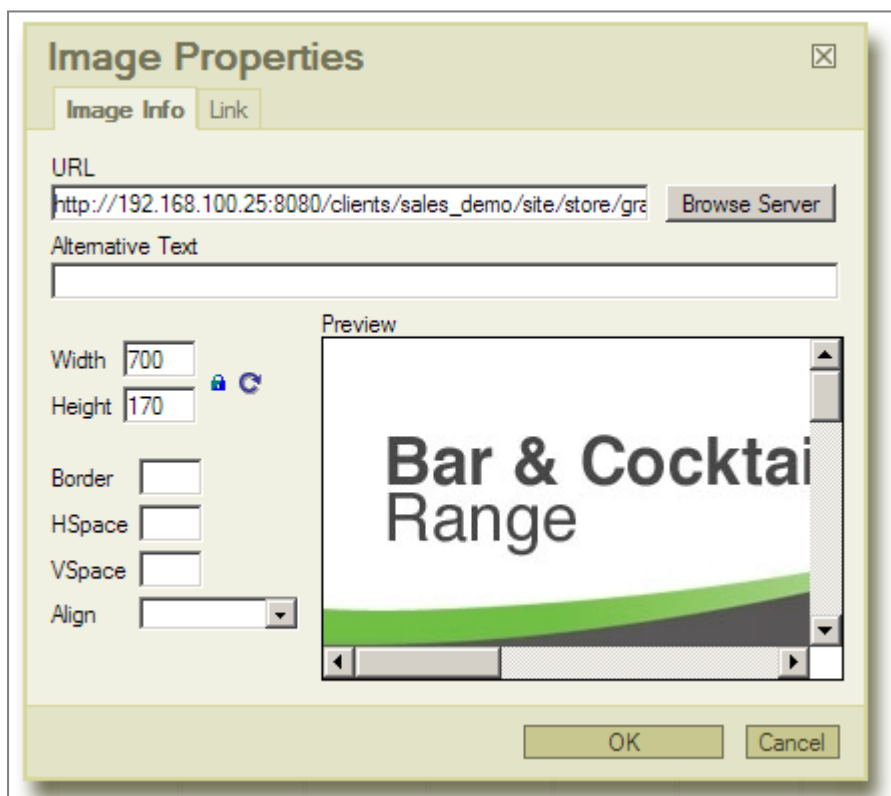 Image Properties
Image Info Link
URL
http://192.168.100.25:8080/clients/sales_demo/site/store/gra Browse Server
Alternative Text
Preview
Width 700
Height 170
Bar & Cocktai
Range
Border
HSpace
VSpace
Align
OK Cancel